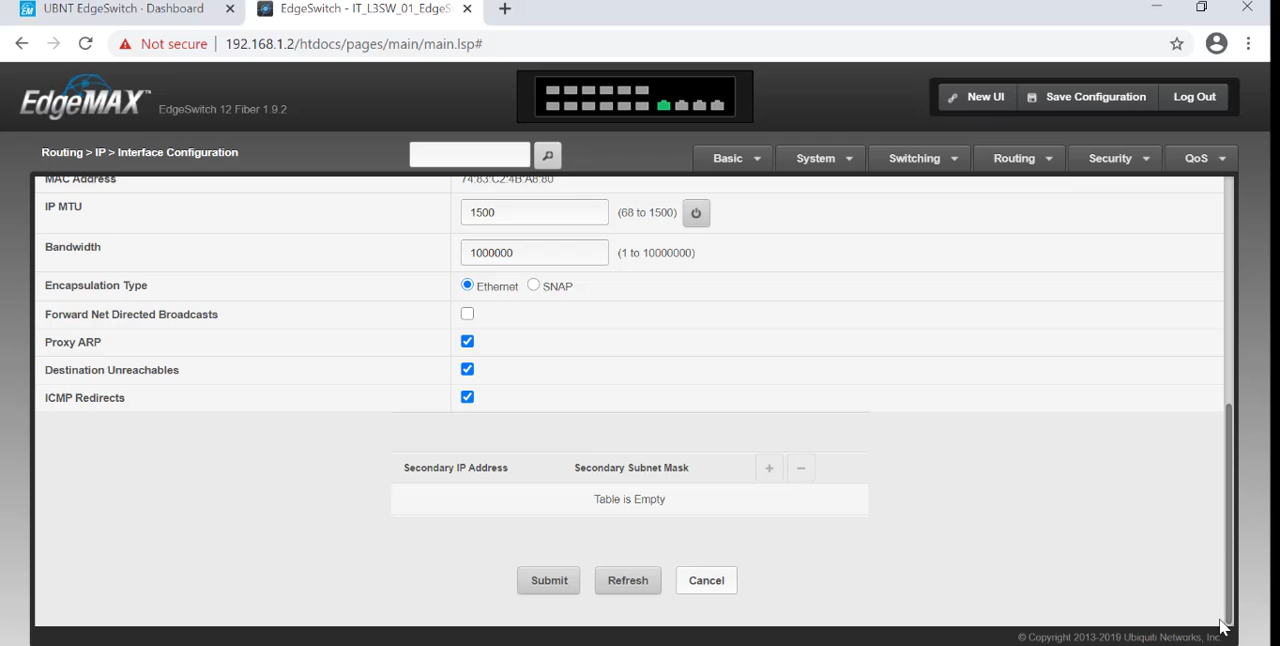 UBNT EdgeSwitch - Dashboard
EdgeSwitch - IT_L3SW_01_EdgeS
Not secure | 192.168.1.2/htdocs/pages/main/main.lsp#
EdgeMAX™ EdgeSwitch 12 Fiber 1.9.2
New UI Save Configuration Log Out
Routing > IP > Interface Configuration
Basic System Switching Routing Security QoS
MAC Address 74:83:C2:4B:A8:80
IP MTU 1500 (68 to 1500)
Bandwidth 1000000 (1 to 10000000)
Encapsulation Type Ethernet SNAP
Forward Net Directed Broadcasts
Proxy ARP
Destination Unreachables
ICMP Redirects
Secondary IP Address Secondary Subnet Mask + −
Table is Empty
Submit Refresh Cancel
© Copyright 2013-2019 Ubiquiti Networks, Inc.